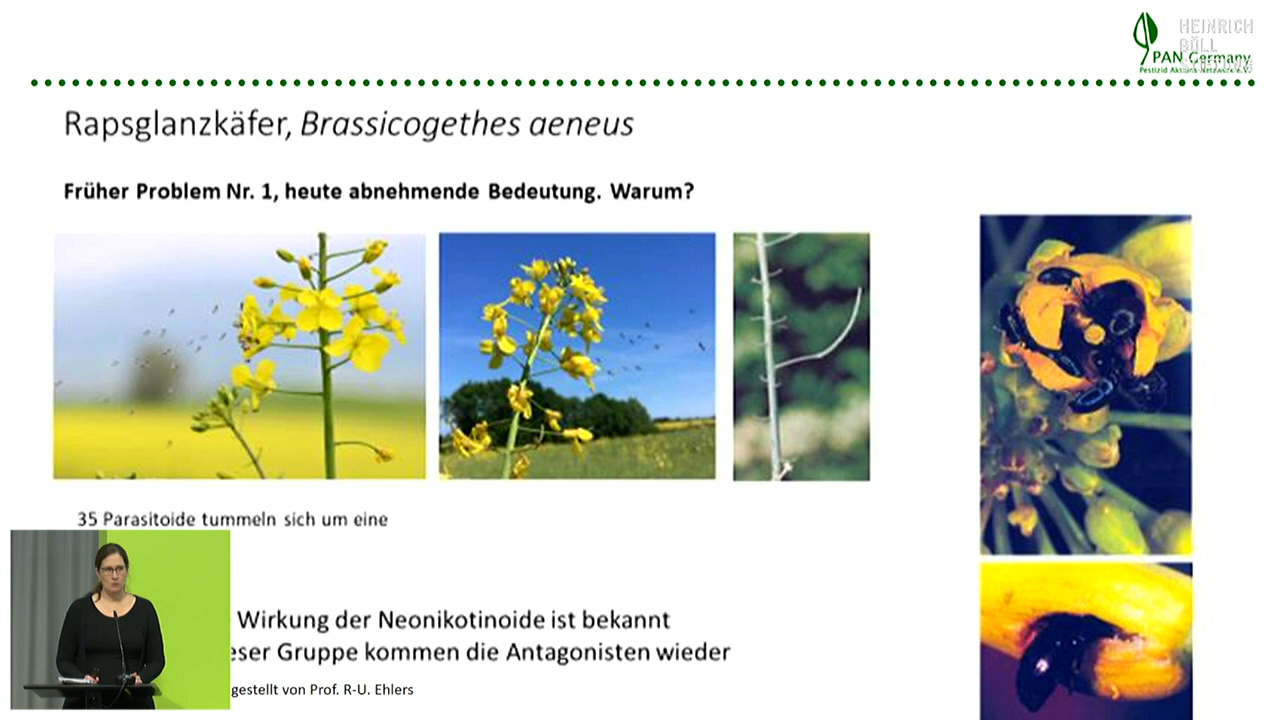 HEINRICH
BÖLL
PAN Germany
Pestizid Aktions-Netzwerk e.V.
Rapsglanzkäfer, Brassicogethes aeneus
Früher Problem Nr. 1, heute abnehmende Bedeutung. Warum?
35 Parasitoide tummeln sich um eine
Wirkung der Neonikotinoide ist bekannt
eser Gruppe kommen die Antagonisten wieder
gestellt von Prof. R-U. Ehlers